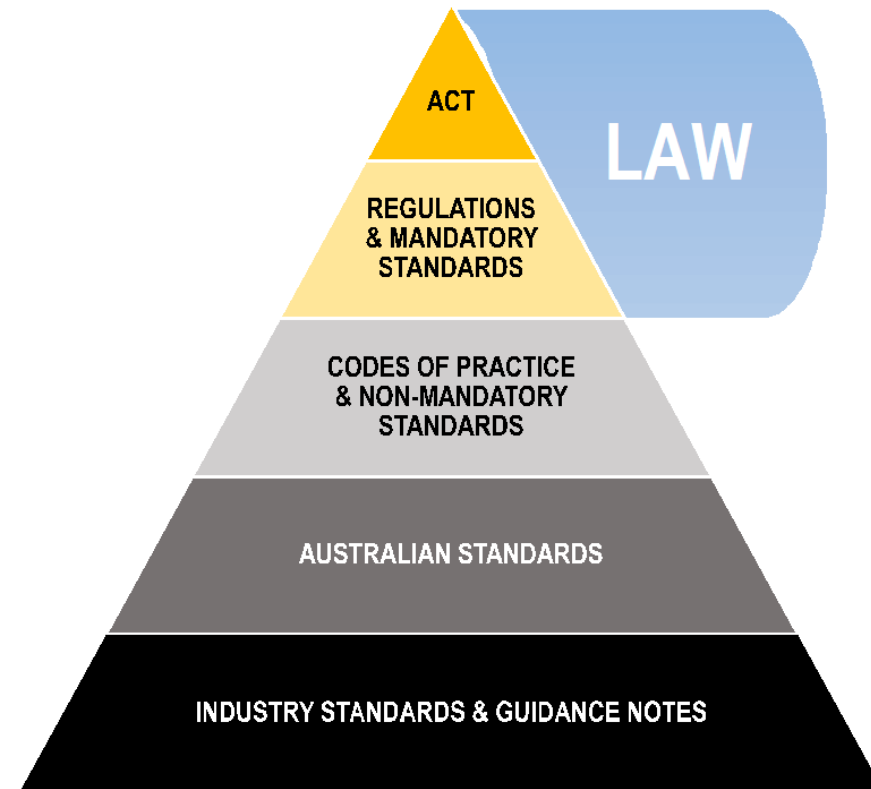 ACT
LAW
REGULATIONS
& MANDATORY
STANDARDS
CODES OF PRACTICE
& NON-MANDATORY
STANDARDS
AUSTRALIAN STANDARDS
INDUSTRY STANDARDS & GUIDANCE NOTES